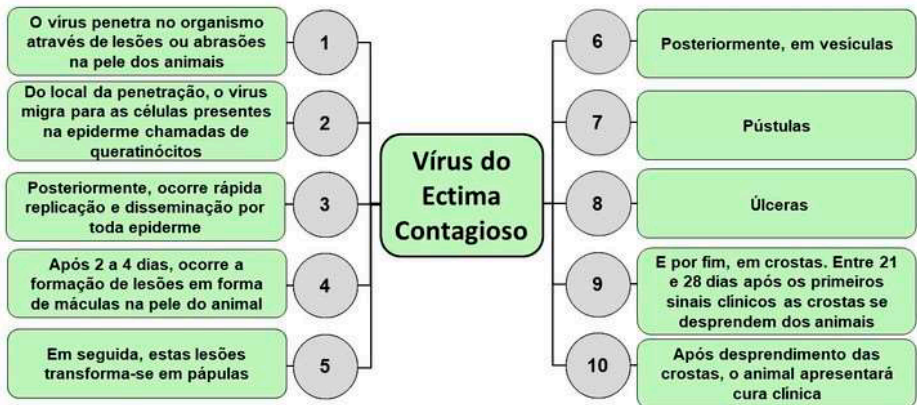 O vírus penetra no organismo
através de lesões ou abrasões
na pele dos animais
1
Do local da penetração, o vírus
migra para as células presentes
na epiderme chamadas de
queratinócitos
2
Posteriormente, ocorre rápida
replicação e disseminação por
toda epiderme
3
Após 2 a 4 dias, ocorre a
formação de lesões em forma
de máculas na pele do animal
4
Em seguida, estas lesões
transforma-se em pápulas
5
Vírus do
Ectima
Contagioso
6
Posteriormente, em vesículas
7
Pústulas
8
Úlceras
9
E por fim, em crostas. Entre 21
e 28 dias após os primeiros
sinais clínicos as crostas se
desprendem dos animais
10
Após desprendimento das
crostas, o animal apresentará
cura clínica